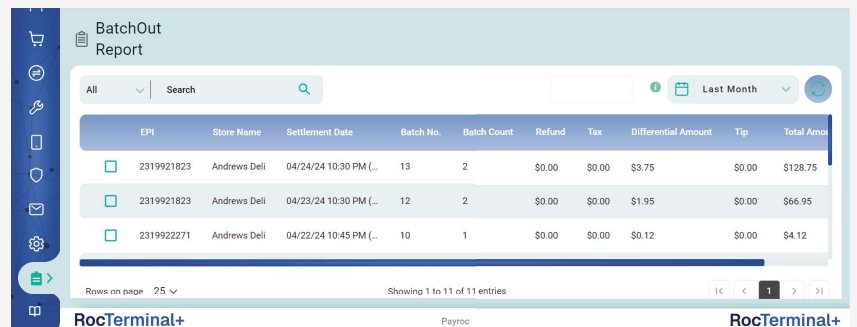 BatchOut
Report
All Search Last Month
EPI Store Name Settlement Date Batch No. Batch Count Refund Tax Differential Amount Tip Total Amou
2319921823 Andrews Deli 04/24/24 10:30 PM (... 13 2 $0.00 $0.00 $3.75 $0.00 $128.75
2319921823 Andrews Deli 04/23/24 10:30 PM (... 12 2 $0.00 $0.00 $1.95 $0.00 $66.95
2319922271 Andrews Deli 04/22/24 10:45 PM (... 10 1 $0.00 $0.00 $0.12 $0.00 $4.12
Rows on page 25 Showing 1 to 11 of 11 entries 1
RocTerminal+ Payroc RocTerminal+